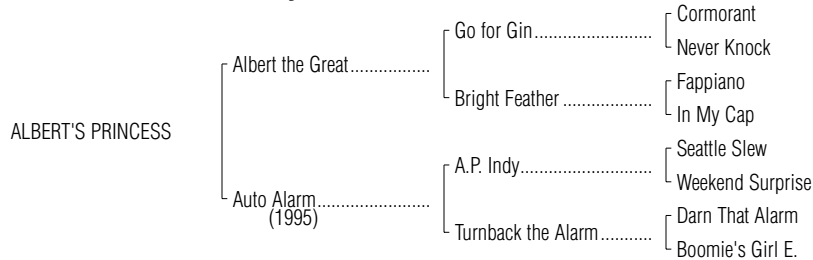 Cormorant
Go for Gin..........................
Never Knock
Albert the Great.................
Fappiano
Bright Feather ....................
In My Cap
ALBERT'S PRINCESS
Seattle Slew
A.P. Indy.............................
Weekend Surprise
Auto Alarm.........................
(1995)
Darn That Alarm
Turnback the Alarm...........
Boomie's Girl E.